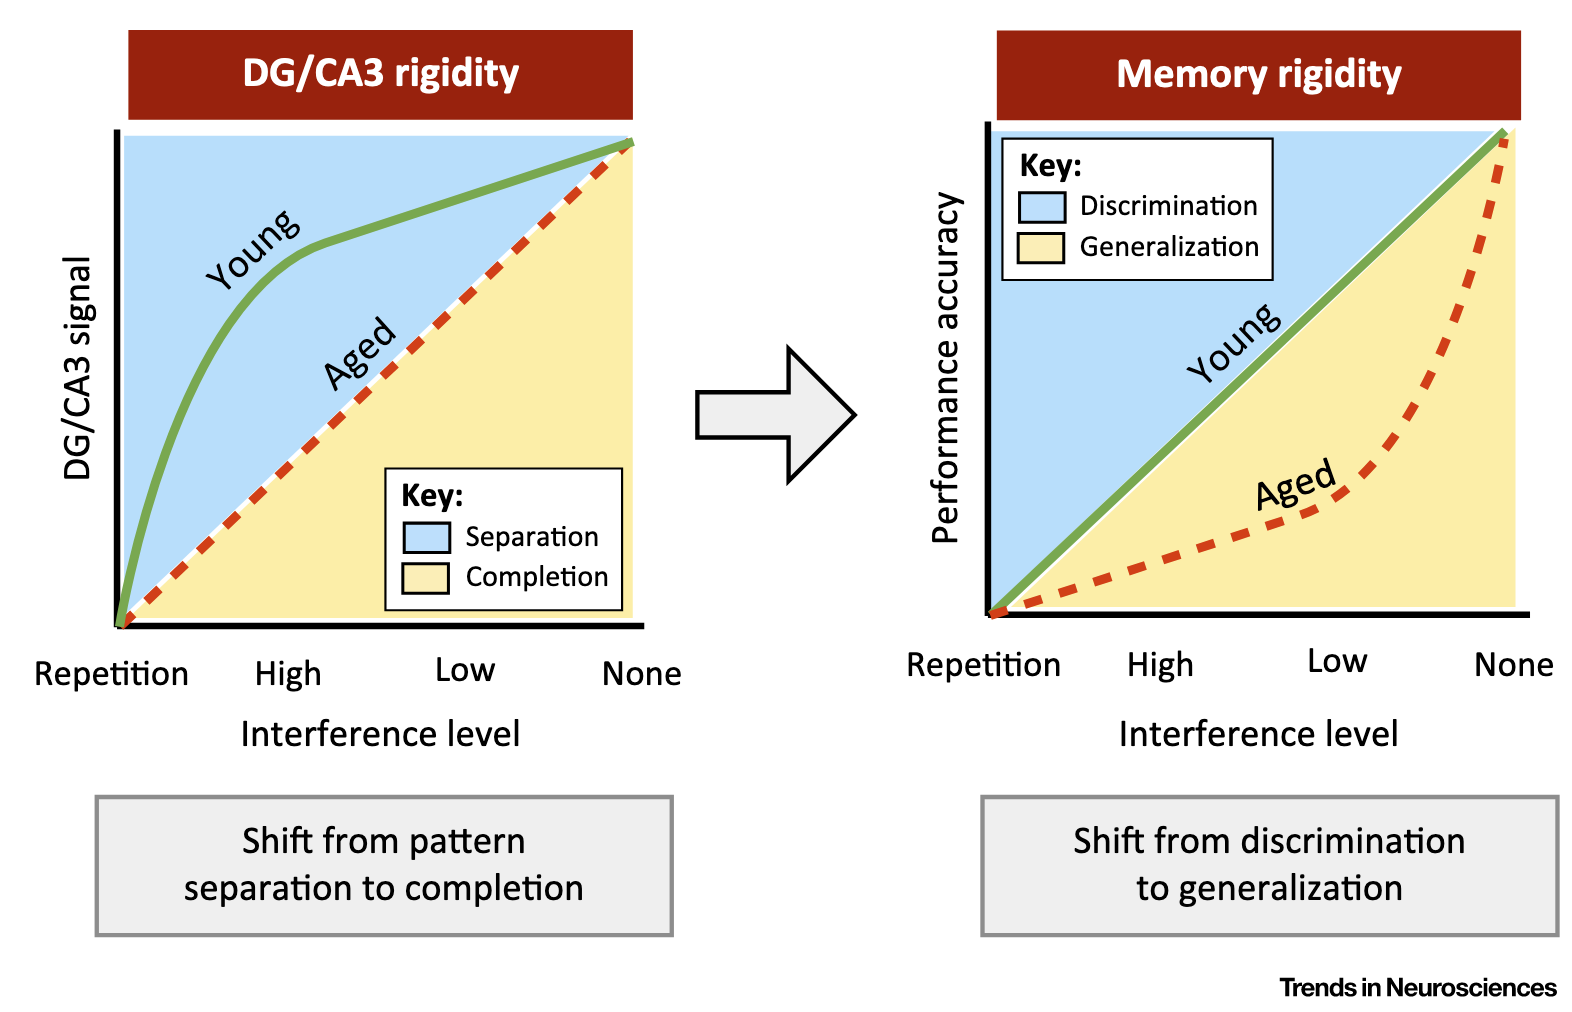 DG/CA3 rigidity
DG/CA3 signal
Young
Aged
Key:
Separation
Completion
Repetition High Low None
Interference level
Shift from pattern
separation to completion
Memory rigidity
Performance accuracy
Key:
Discrimination
Generalization
Young
Aged
Repetition High Low None
Interference level
Shift from discrimination
to generalization
Trends in Neurosciences